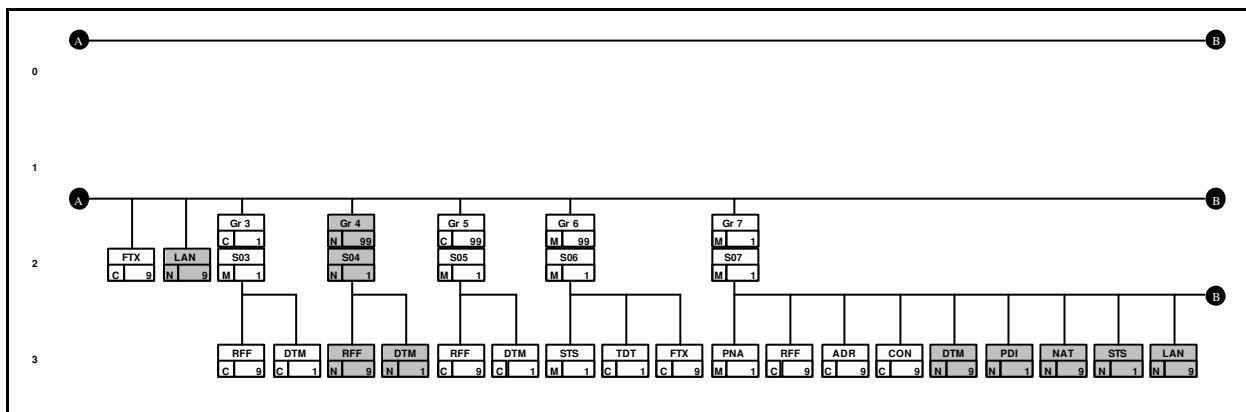 A B
0
1
A B
Gr 3 Gr 4 Gr 5 Gr 6 Gr 7
C 1 N 99 C 99 M 99 M 1
2
FTX LAN S03 S04 S05 S06 S07
C 9 N 9 M 1 N 1 M 1 M 1 M 1
B
3
RFF DTM RFF DTM RFF DTM STS TDT FTX PNA RFF ADR CON DTM PDI NAT STS LAN
C 9 C 1 N 9 N 1 C 9 C 1 M 1 C 1 C 9 M 1 C 9 C 9 C 9 N 9 N 1 N 9 N 1 N 9